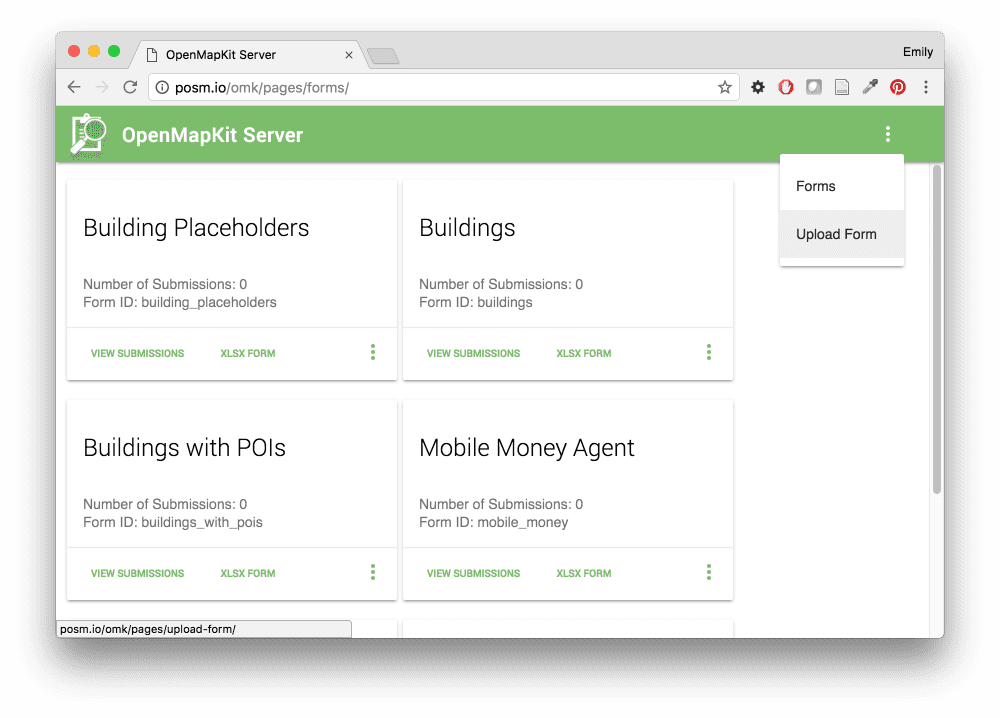 OpenMapKit Server
Emily
posm.io/omk/pages/forms/
OpenMapKit Server
Forms
Upload Form
Building Placeholders
Number of Submissions: 0
Form ID: building_placeholders
VIEW SUBMISSIONS XLSX FORM
Buildings
Number of Submissions: 0
Form ID: buildings
VIEW SUBMISSIONS XLSX FORM
Buildings with POIs
Number of Submissions: 0
Form ID: buildings_with_pois
VIEW SUBMISSIONS XLSX FORM
Mobile Money Agent
Number of Submissions: 0
Form ID: mobile_money
VIEW SUBMISSIONS XLSX FORM
posm.io/omk/pages/upload-form/